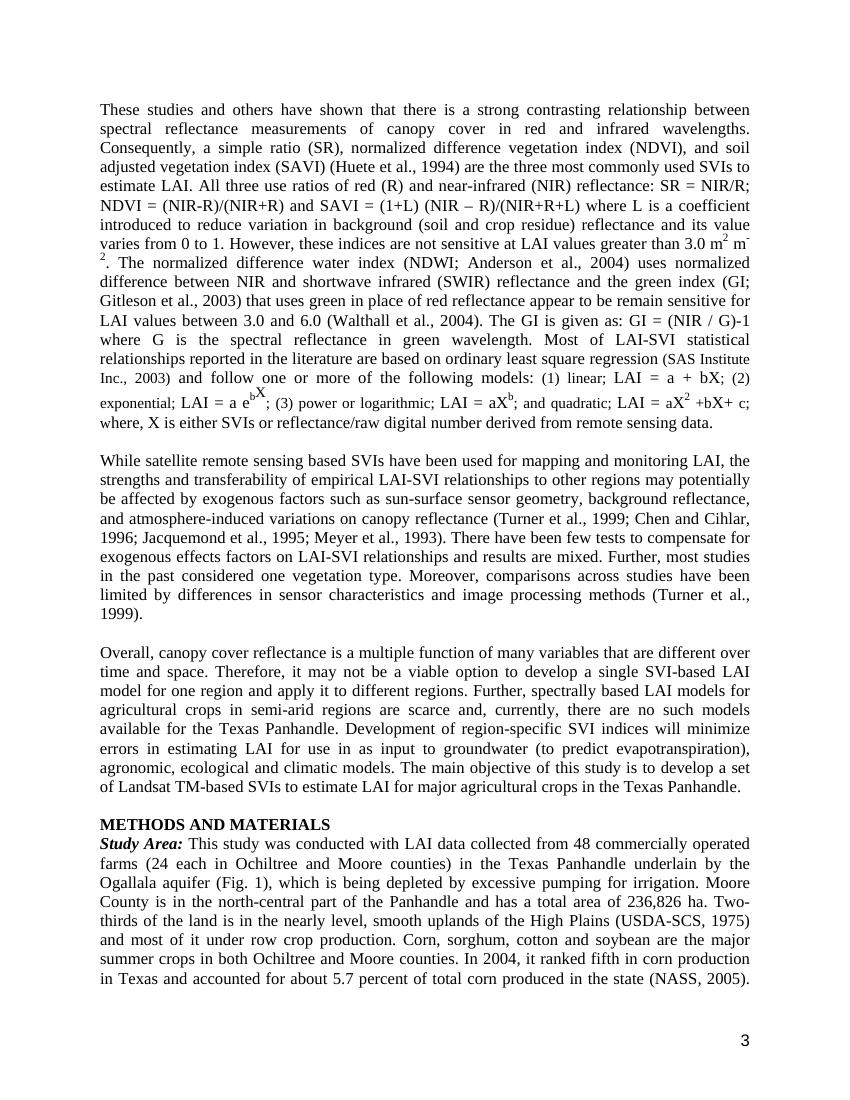 These studies and others have shown that there is a strong contrasting relationship between
spectral reflectance measurements of canopy cover in red and infrared wavelengths.
Consequently, a simple ratio (SR), normalized difference vegetation index (NDVI), and soil
adjusted vegetation index (SAVI) (Huete et al., 1994) are the three most commonly used SVIs to
estimate LAI. All three use ratios of red (R) and near-infrared (NIR) reflectance: SR = NIR/R;
NDVI = (NIR-R)/(NIR+R) and SAVI = (1+L) (NIR – R)/(NIR+R+L) where L is a coefficient
introduced to reduce variation in background (soil and crop residue) reflectance and its value
varies from 0 to 1. However, these indices are not sensitive at LAI values greater than 3.0 m² m⁻
². The normalized difference water index (NDWI; Anderson et al., 2004) uses normalized
difference between NIR and shortwave infrared (SWIR) reflectance and the green index (GI;
Gitleson et al., 2003) that uses green in place of red reflectance appear to be remain sensitive for
LAI values between 3.0 and 6.0 (Walthall et al., 2004). The GI is given as: GI = (NIR / G)-1
where G is the spectral reflectance in green wavelength. Most of LAI-SVI statistical
relationships reported in the literature are based on ordinary least square regression (SAS Institute
Inc., 2003) and follow one or more of the following models: (1) linear; LAI = a + bX; (2)
exponential; LAI = a e^bX; (3) power or logarithmic; LAI = aX^b; and quadratic; LAI = aX² +bX+ c;
where, X is either SVIs or reflectance/raw digital number derived from remote sensing data.
While satellite remote sensing based SVIs have been used for mapping and monitoring LAI, the
strengths and transferability of empirical LAI-SVI relationships to other regions may potentially
be affected by exogenous factors such as sun-surface sensor geometry, background reflectance,
and atmosphere-induced variations on canopy reflectance (Turner et al., 1999; Chen and Cihlar,
1996; Jacquemond et al., 1995; Meyer et al., 1993). There have been few tests to compensate for
exogenous effects factors on LAI-SVI relationships and results are mixed. Further, most studies
in the past considered one vegetation type. Moreover, comparisons across studies have been
limited by differences in sensor characteristics and image processing methods (Turner et al.,
1999).
Overall, canopy cover reflectance is a multiple function of many variables that are different over
time and space. Therefore, it may not be a viable option to develop a single SVI-based LAI
model for one region and apply it to different regions. Further, spectrally based LAI models for
agricultural crops in semi-arid regions are scarce and, currently, there are no such models
available for the Texas Panhandle. Development of region-specific SVI indices will minimize
errors in estimating LAI for use in as input to groundwater (to predict evapotranspiration),
agronomic, ecological and climatic models. The main objective of this study is to develop a set
of Landsat TM-based SVIs to estimate LAI for major agricultural crops in the Texas Panhandle.
METHODS AND MATERIALS
Study Area: This study was conducted with LAI data collected from 48 commercially operated
farms (24 each in Ochiltree and Moore counties) in the Texas Panhandle underlain by the
Ogallala aquifer (Fig. 1), which is being depleted by excessive pumping for irrigation. Moore
County is in the north-central part of the Panhandle and has a total area of 236,826 ha. Two-
thirds of the land is in the nearly level, smooth uplands of the High Plains (USDA-SCS, 1975)
and most of it under row crop production. Corn, sorghum, cotton and soybean are the major
summer crops in both Ochiltree and Moore counties. In 2004, it ranked fifth in corn production
in Texas and accounted for about 5.7 percent of total corn produced in the state (NASS, 2005).
3